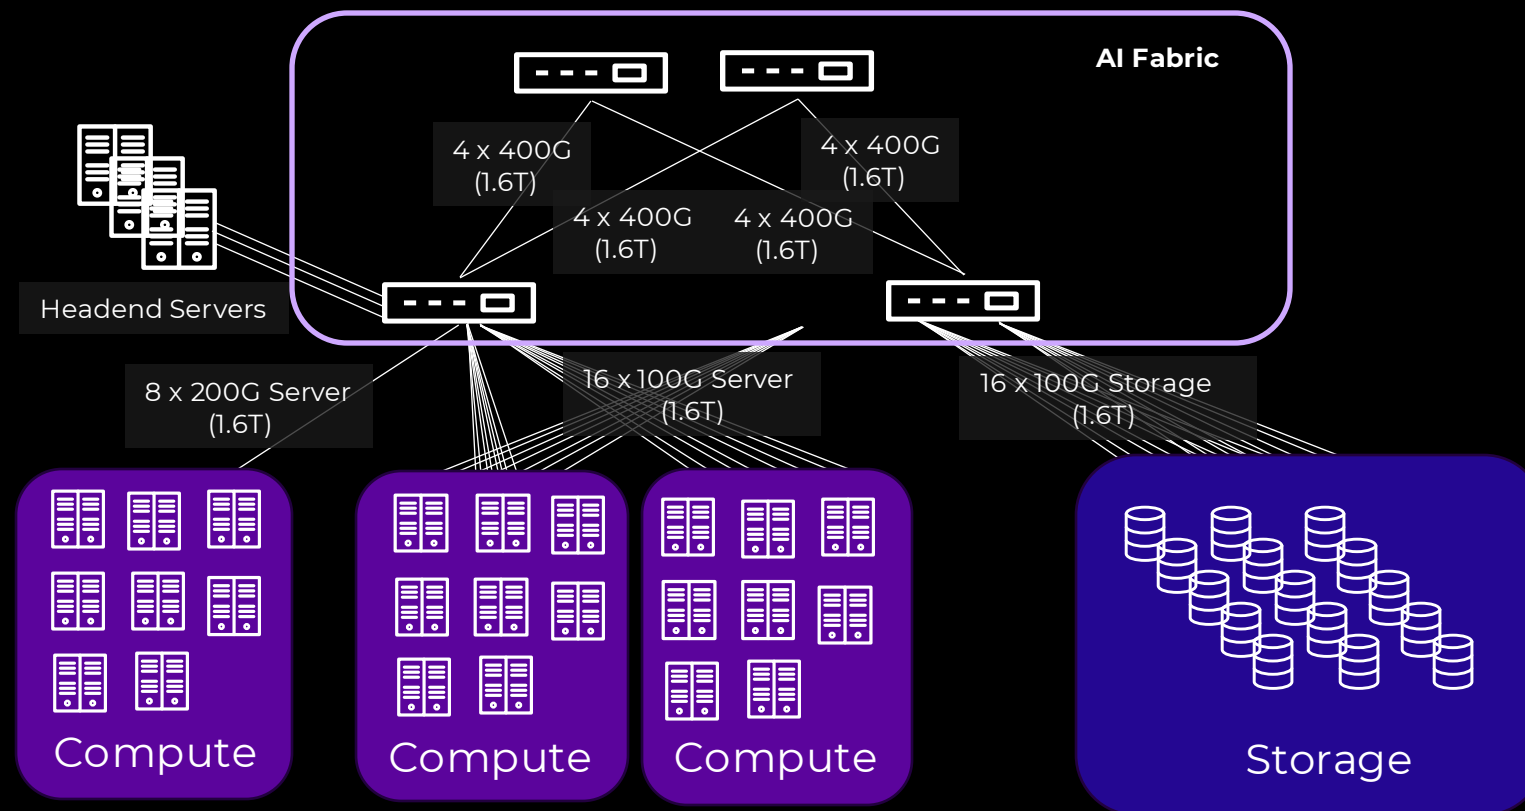 AI Fabric
4 x 400G
(1.6T)
4 x 400G
(1.6T)
4 x 400G
(1.6T)
4 x 400G
(1.6T)
Headend Servers
8 x 200G Server
(1.6T)
16 x 100G Server
(1.6T)
16 x 100G Storage
(1.6T)
Compute
Compute
Compute
Storage